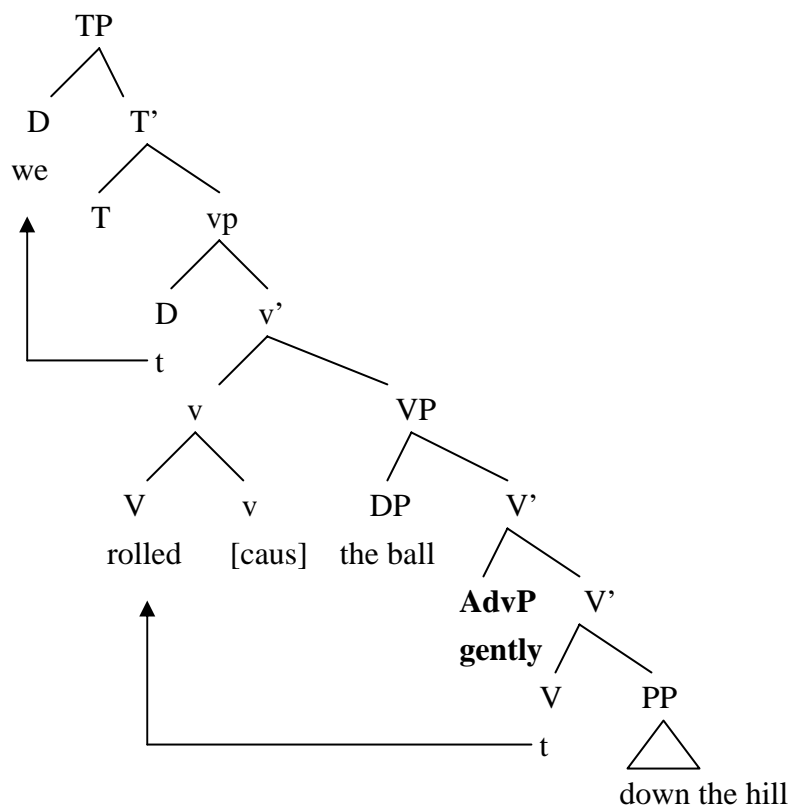 TP
D T’
we
T vp
D v’
t
v VP
V v DP V’
rolled [caus] the ball
AdvP V’
gently
V PP
t
down the hill